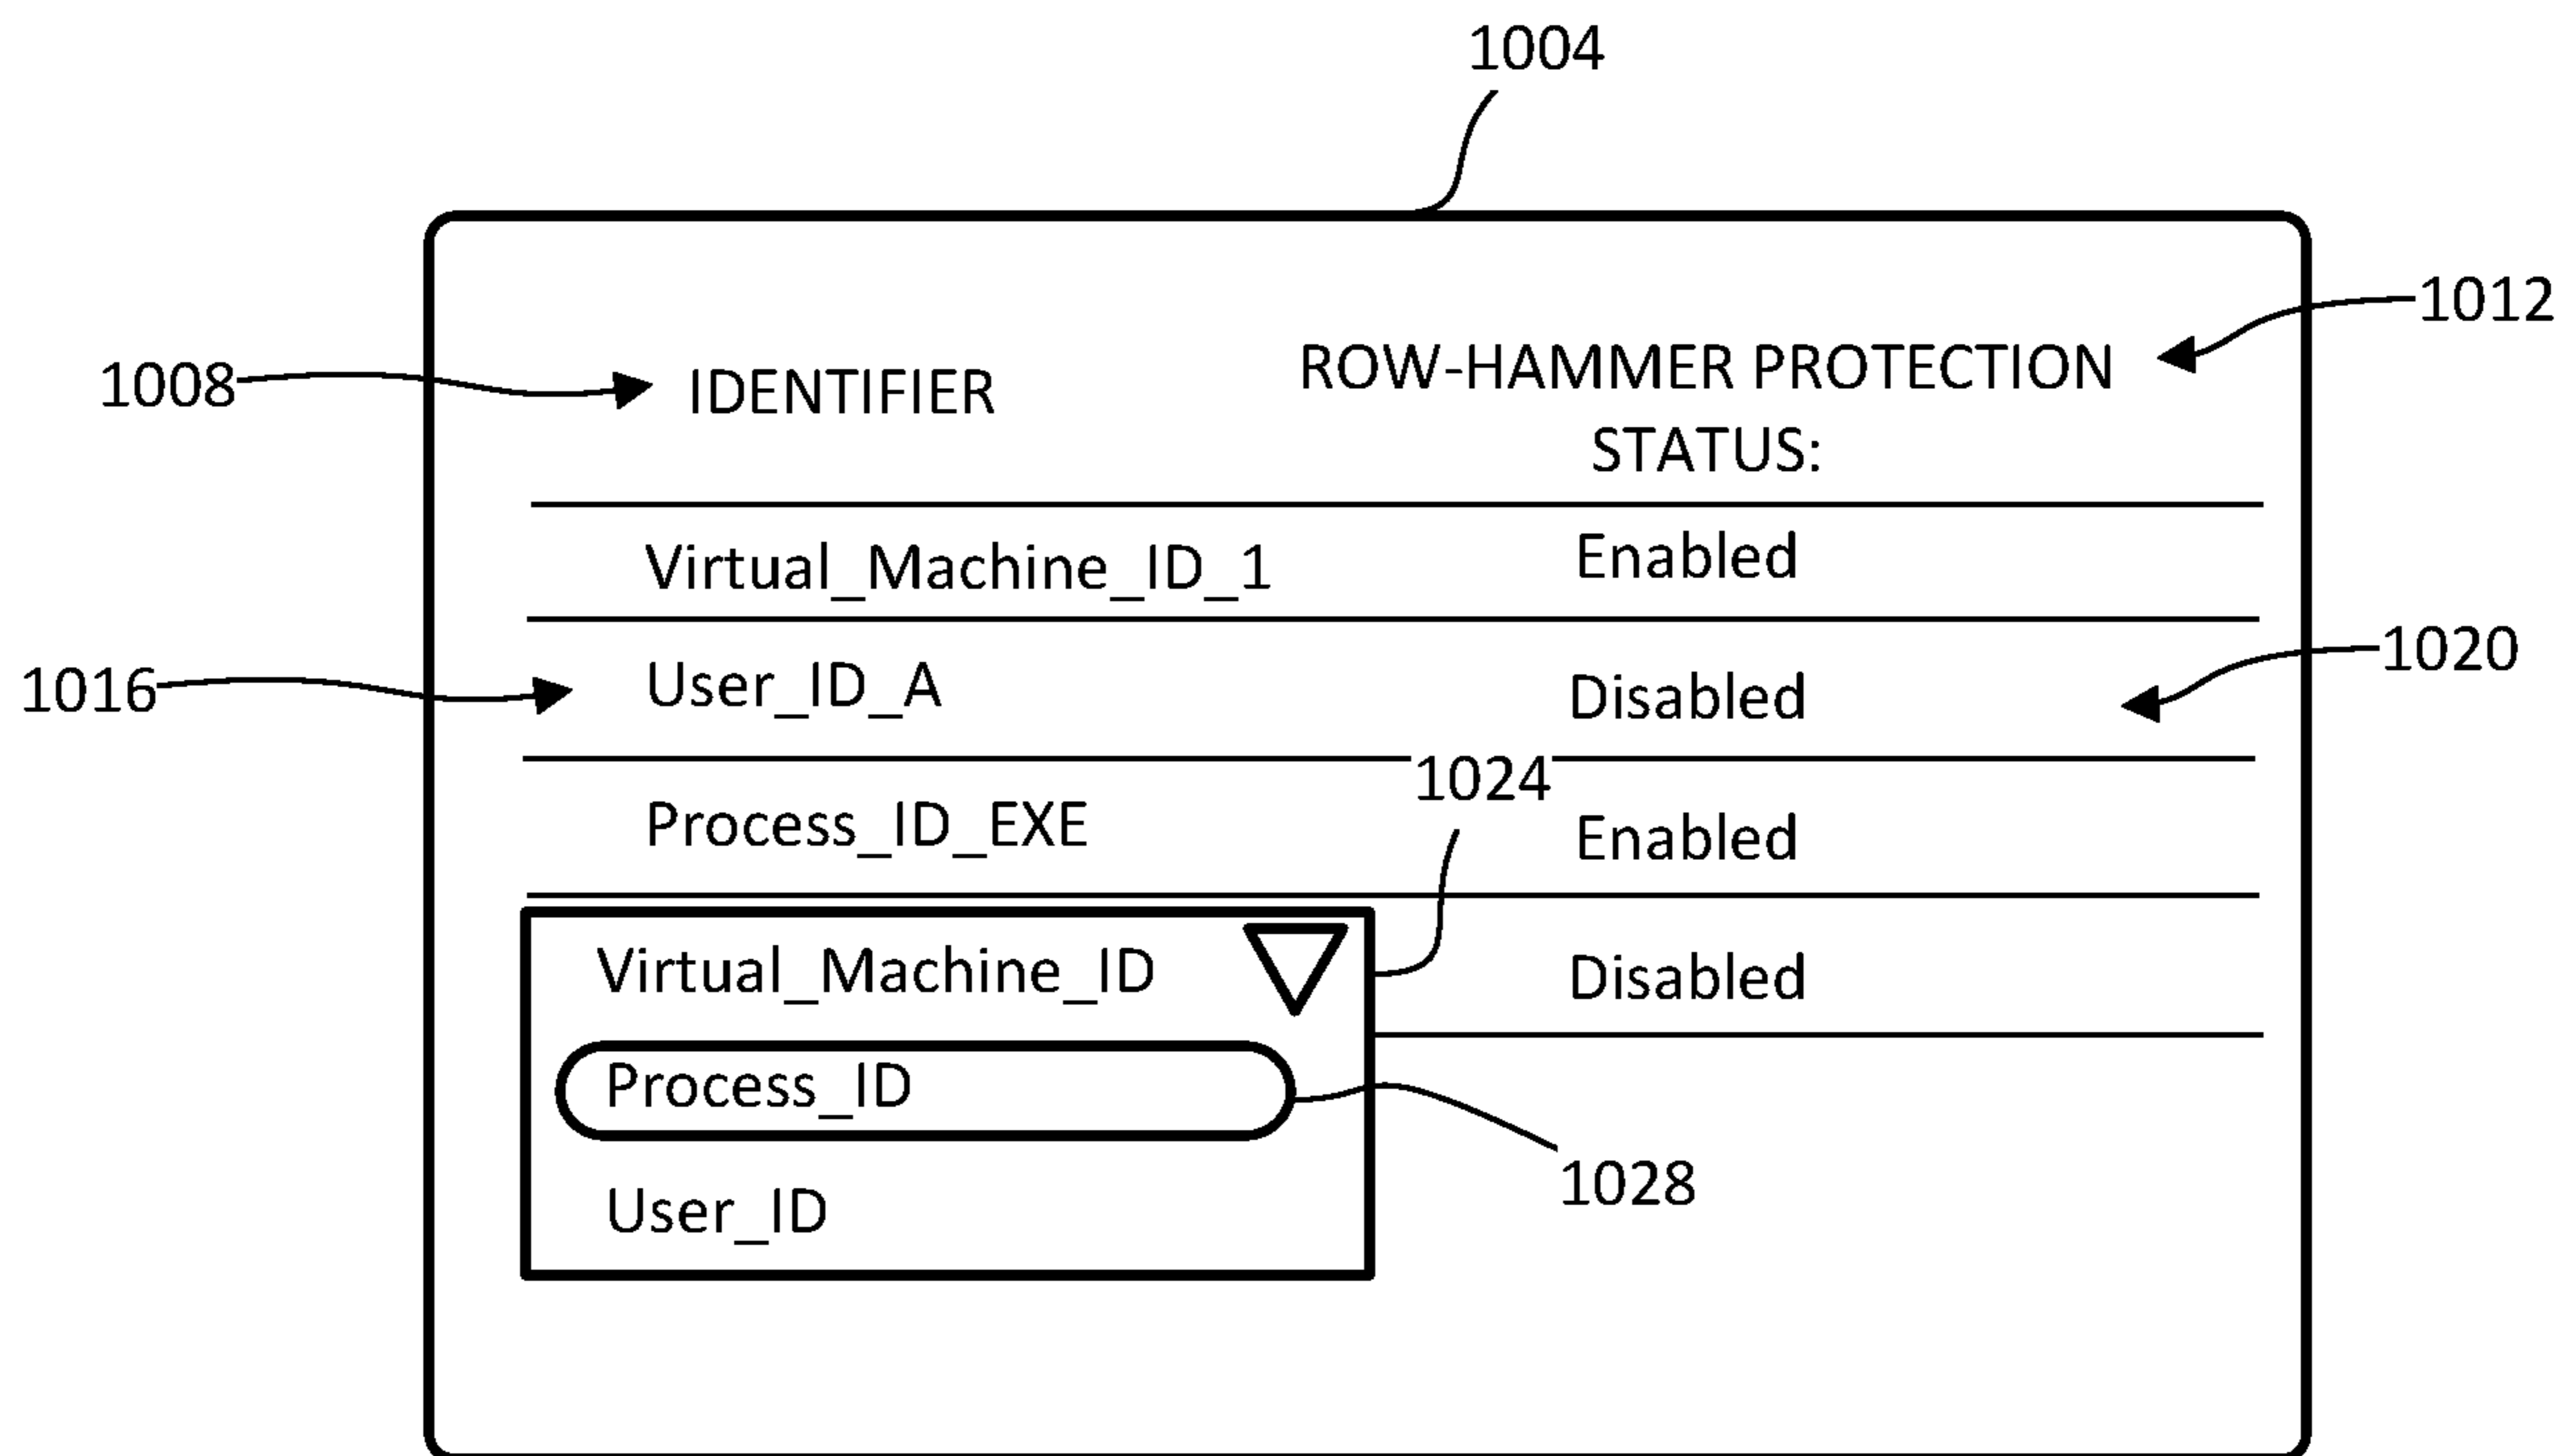 1004
1012
1008
IDENTIFIER
ROW-HAMMER PROTECTION
STATUS:
Virtual_Machine_ID_1
Enabled
1016
User_ID_A
Disabled
1020
1024
Process_ID_EXE
Enabled
Virtual_Machine_ID
Disabled
Process_ID
1028
User_ID